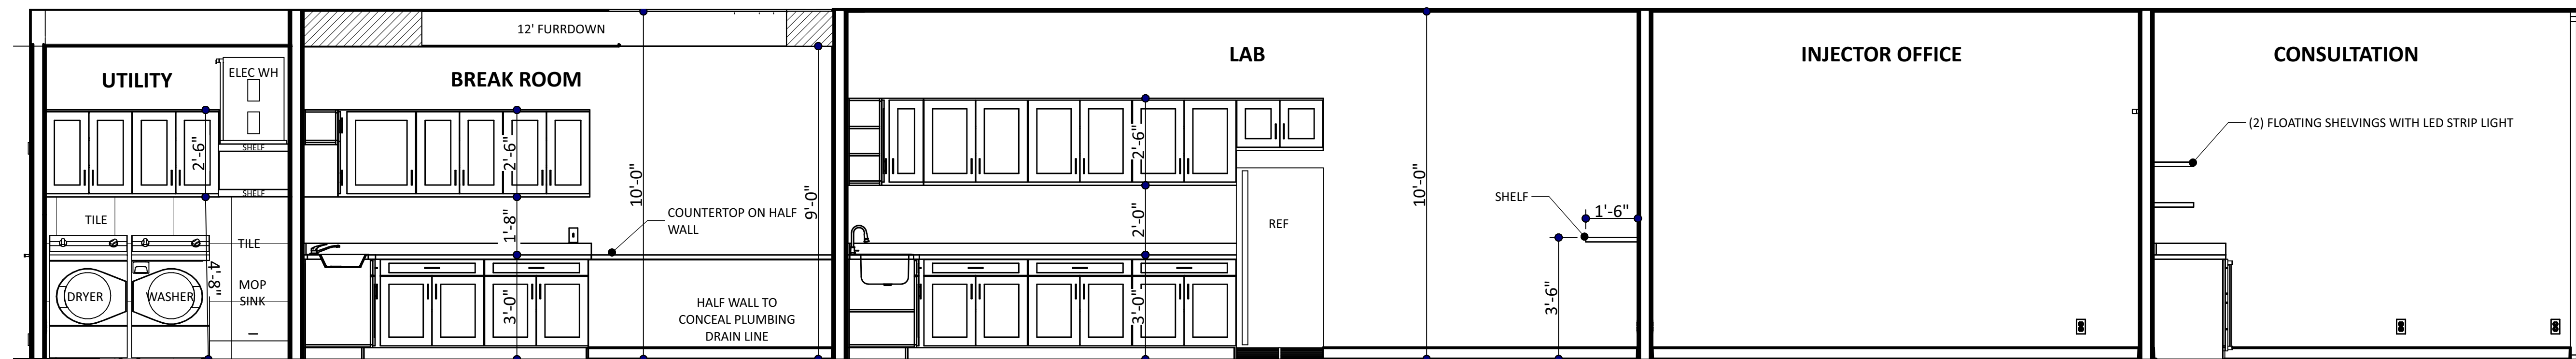 12' FURRDOWN
UTILITY
ELEC WH
BREAK ROOM
LAB
INJECTOR OFFICE
CONSULTATION
2'-6"
SHELF
SHELF
2'-6"
10'-0"
9'-0"
2'-6"
10'-0"
(2) FLOATING SHELVINGS WITH LED STRIP LIGHT
TILE
TILE
4'-8"
MOP
SINK
DRYER
WASHER
1'-8"
COUNTERTOP ON HALF
WALL
3'-0"
HALF WALL TO
CONCEAL PLUMBING
DRAIN LINE
2'-0"
REF
3'-0"
SHELF
1'-6"
3'-6"